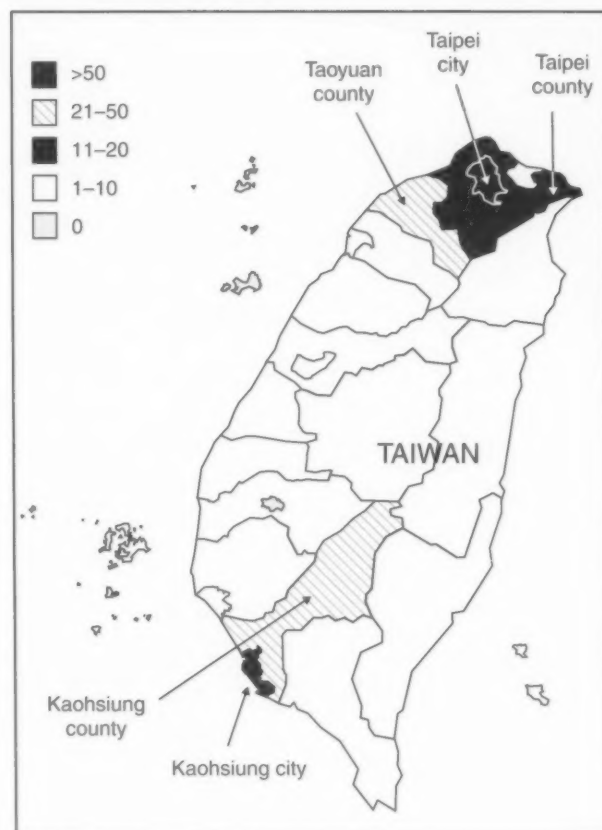 >50
21–50
11–20
1–10
0
Taoyuan
county
Taipei
city
Taipei
county
TAIWAN
Kaohsiung
county
Kaohsiung city